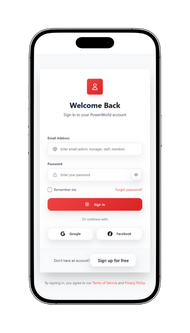 Welcome Back
Sign in to your PowerWorld account
Email Address
Enter email (admin, manager, staff, member)
Password
Enter your password
Remember me
Forgot password?
Sign in
Or continue with
Google
Facebook
Don't have an account?
Sign up for free
By signing in, you agree to our Terms of Service and Privacy Policy